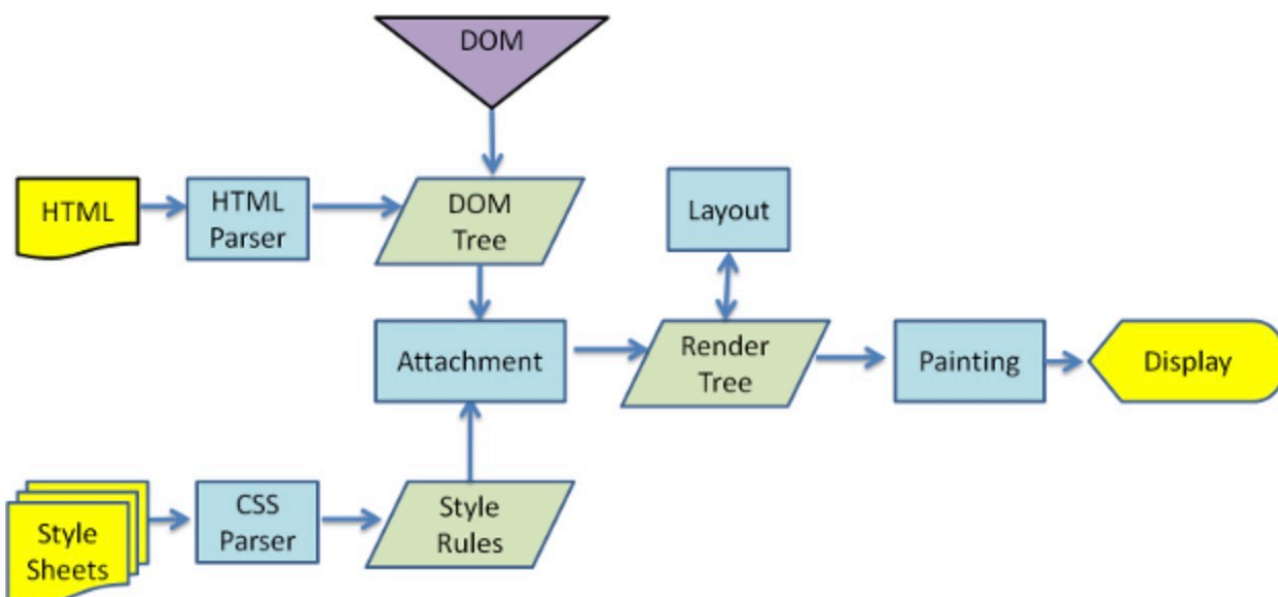 DOM
HTML
HTML
Parser
DOM
Tree
Layout
Attachment
Render
Tree
Painting
Display
Style
Sheets
CSS
Parser
Style
Rules